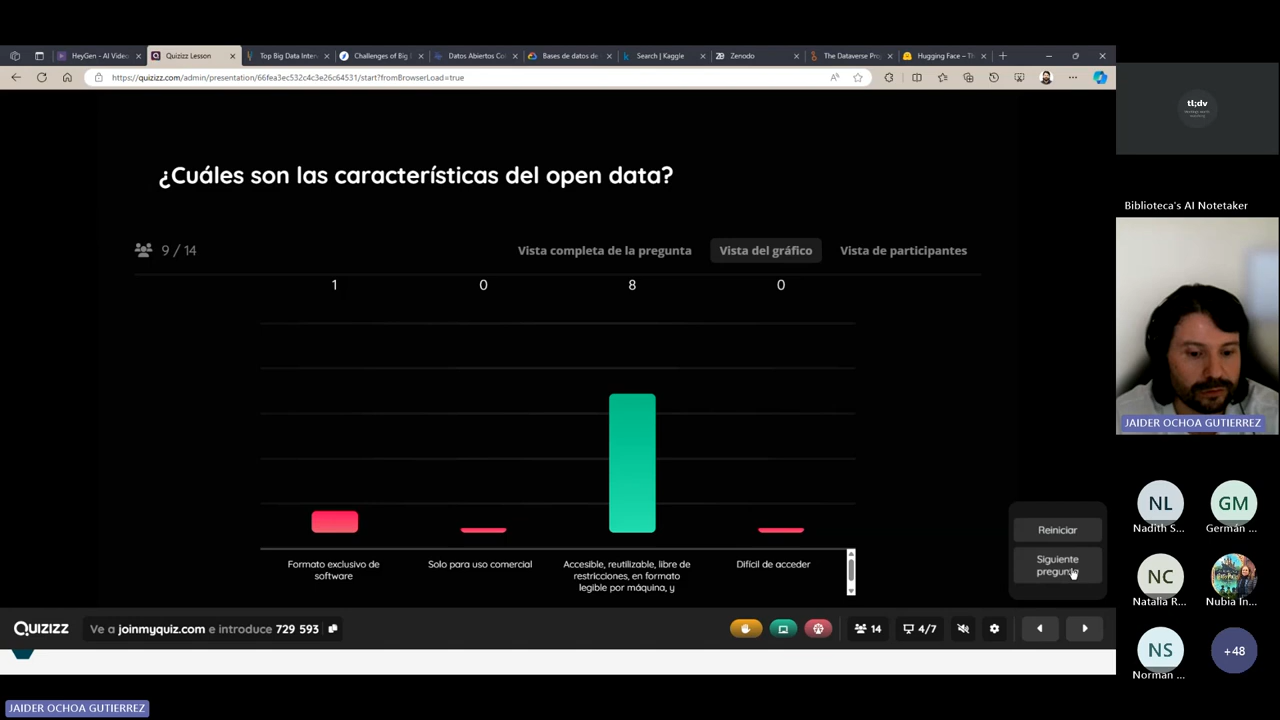 HeyGen - AI Video
Quizizz Lesson
Top Big Data Inter
Challenges of Big
Datos Abiertos Co
Bases de datos de
Search | Kaggle
Zenodo
The Dataverse Pro
Hugging Face – Th
https://quizizz.com/admin/presentation/66fea3ec532c4c3e26c64531/start?fromBrowserLoad=true
tl;dv
Biblioteca's AI Notetaker
¿Cuáles son las características del open data?
9 / 14
Vista completa de la pregunta
Vista del gráfico
Vista de participantes
1
0
8
0
Formato exclusivo de
software
Solo para uso comercial
Accesible, reutilizable, libre de
restricciones, en formato
legible por máquina, y
Difícil de acceder
Reiniciar
Siguiente
pregunta
JAIDER OCHOA GUTIERREZ
NL
Nadith S...
GM
Germán ...
NC
Natalia R...
Nubia In...
NS
Norman ...
+48
Quizizz
Ve a joinmyquiz.com e introduce 729 593
14
4/7
JAIDER OCHOA GUTIERREZ